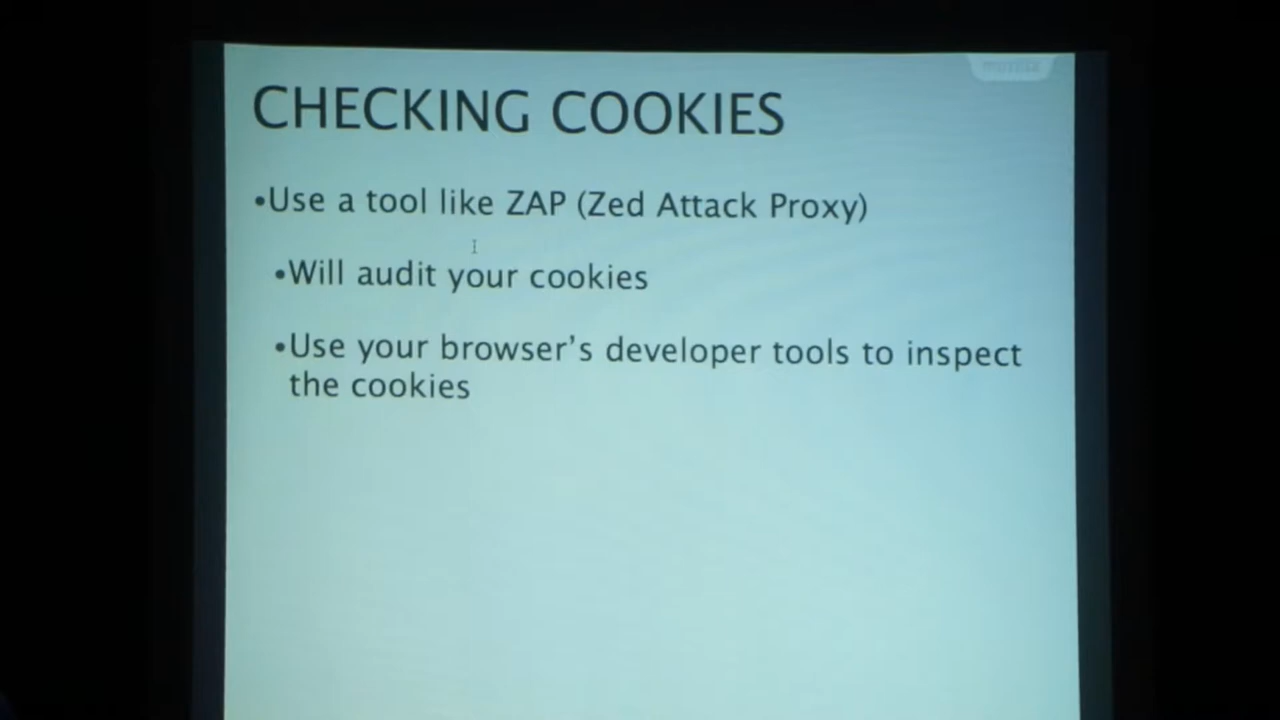 mozilla
CHECKING COOKIES
•Use a tool like ZAP (Zed Attack Proxy)
•Will audit your cookies
•Use your browser's developer tools to inspect
the cookies